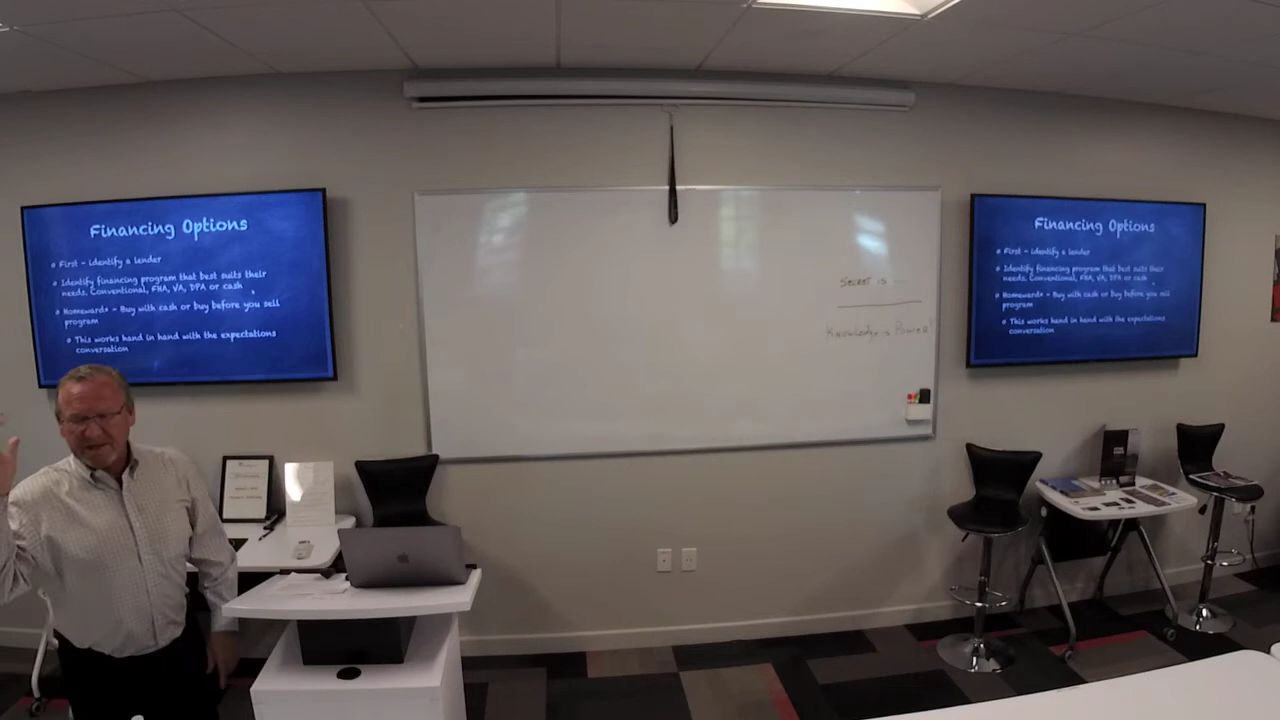 Financing Options
First - identify a lender
Identify financing program that best suits their
needs. Conventional, FHA, VA, DPA or cash
Homeward* - Buy with cash or buy before you sell
program
This works hand in hand with the expectations
conversation
Secret is
Knowledge is Power!
Financing Options
First - identify a lender
Identify financing program that best suits their
needs. Conventional, FHA, VA, DPA or cash
Homeward* - Buy with cash or buy before you sell
program
This works hand in hand with the expectations
conversation